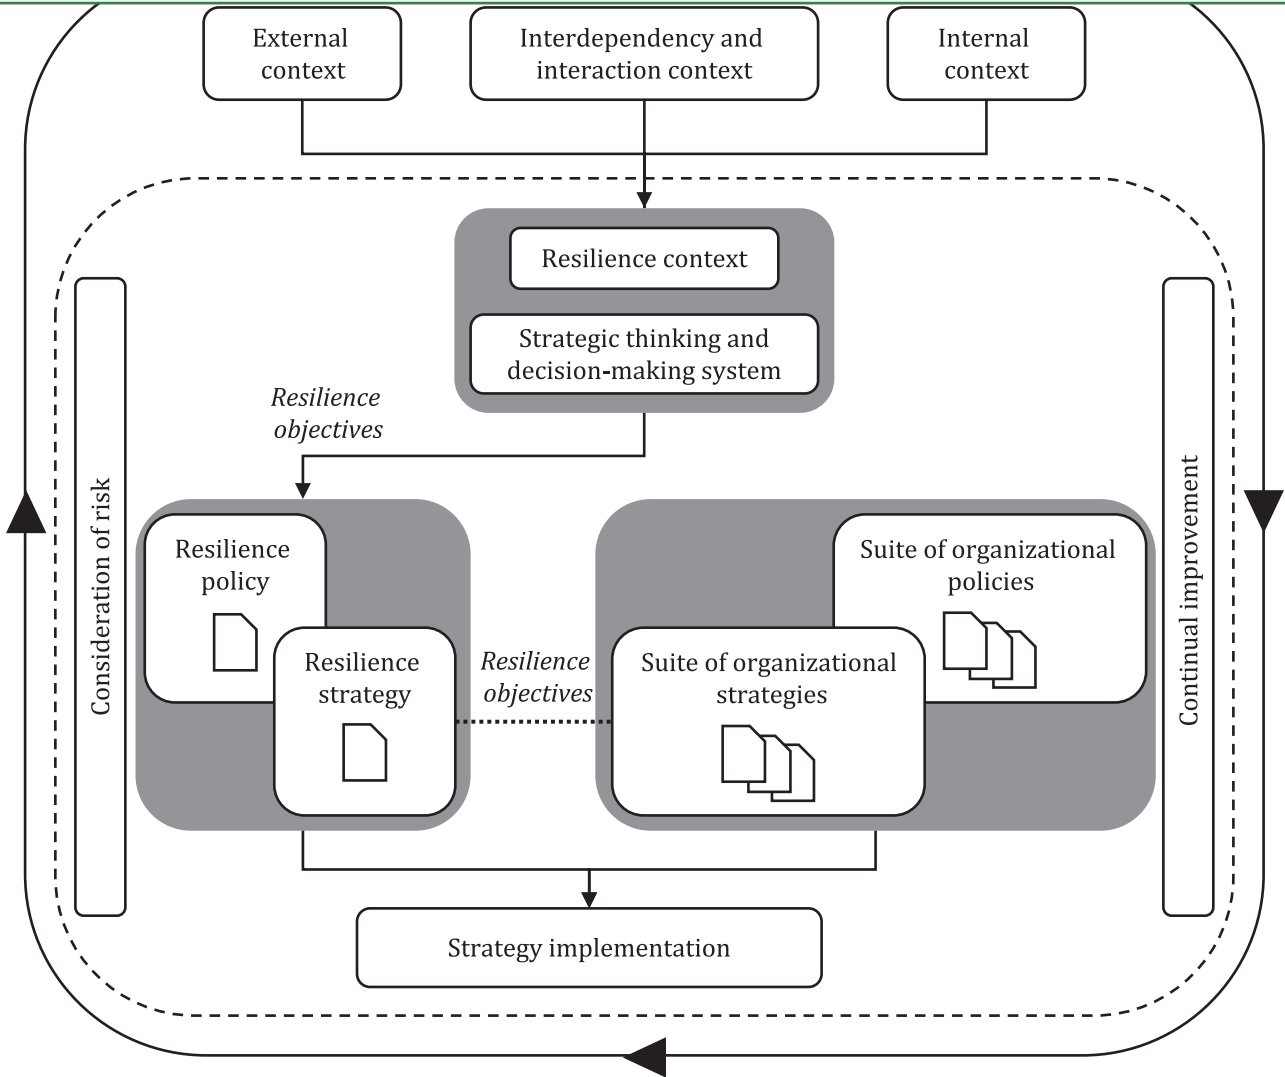 External
context
Interdependency and
interaction context
Internal
context
Resilience context
Strategic thinking and
decision-making system
Resilience
objectives
Consideration of risk
Continual improvement
Resilience
policy
Suite of organizational
policies
Resilience
strategy
Resilience
objectives
Suite of organizational
strategies
Strategy implementation